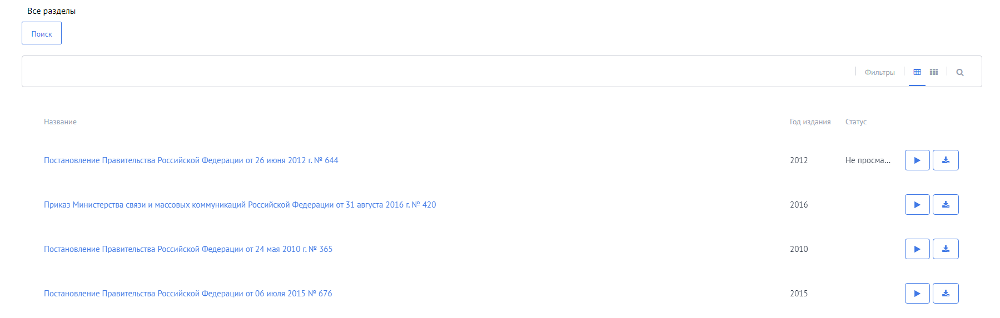 Все разделы
Поиск
Фильтры
Название Год издания Статус
Постановление Правительства Российской Федерации от 26 июня 2012 г. № 644 2012 Не просма...
Приказ Министерства связи и массовых коммуникаций Российской Федерации от 31 августа 2016 г. № 420 2016
Постановление Правительства Российской Федерации от 24 мая 2010 г. № 365 2010
Постановление Правительства Российской Федерации от 06 июля 2015 № 676 2015